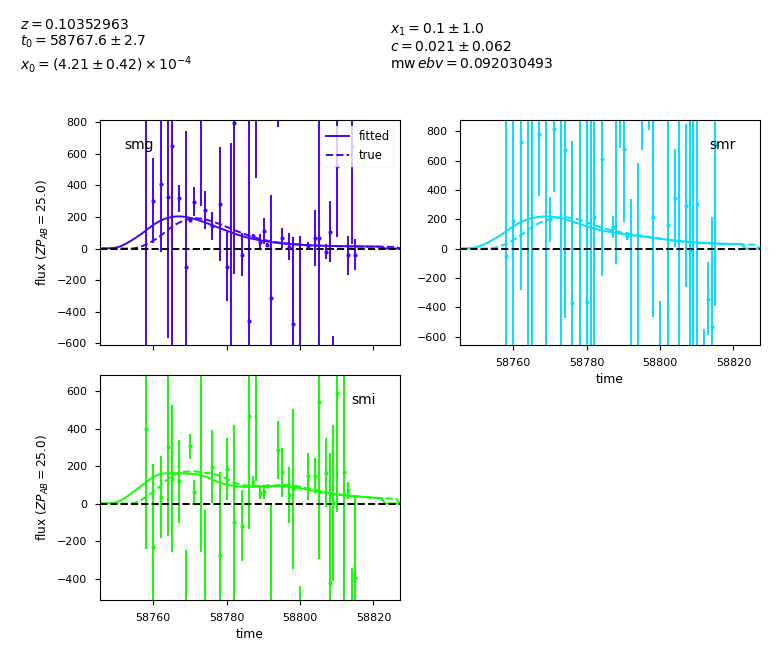 z = 0.10352963
t₀ = 58767.6 ± 2.7
x₀ = (4.21 ± 0.42) × 10⁻⁴
x₁ = 0.1 ± 1.0
c = 0.021 ± 0.062
mw ebv = 0.092030493
800
600
400
200
0
−200
−400
−600
flux (ZP_AB = 25.0)
smg
fitted
true
800
600
400
200
0
−200
−400
−600
smr
58760
58780
58800
58820
time
600
400
200
0
−200
−400
flux (ZP_AB = 25.0)
smi
58760
58780
58800
58820
time